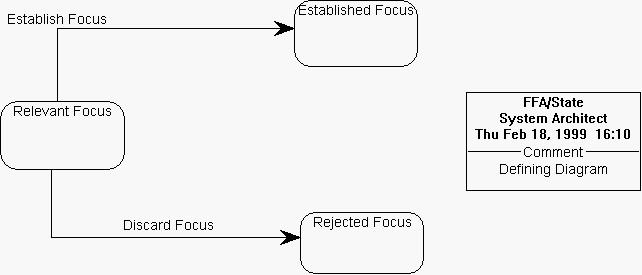 Establish Focus
Established Focus
Relevant Focus
FFA/State
System Architect
Thu Feb 18, 1999  16:10
Comment
Defining Diagram
Discard Focus
Rejected Focus